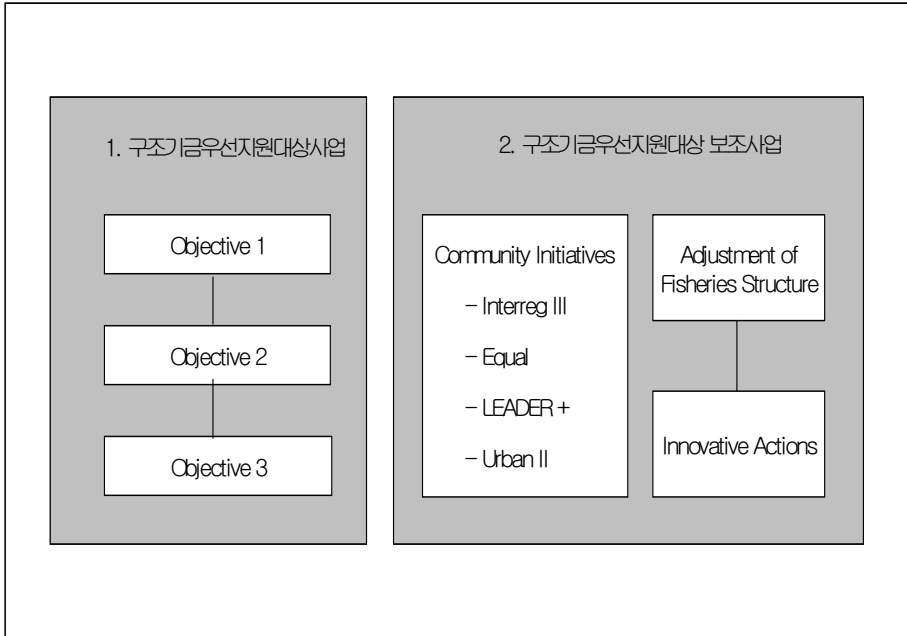 1. 구조기금우선지원대상사업
Objective 1
Objective 2
Objective 3
2. 구조기금우선지원대상 보조사업
Community Initiatives
- Interreg III
- Equal
- LEADER +
- Urban II
Adjustment of
Fisheries Structure
Innovative Actions